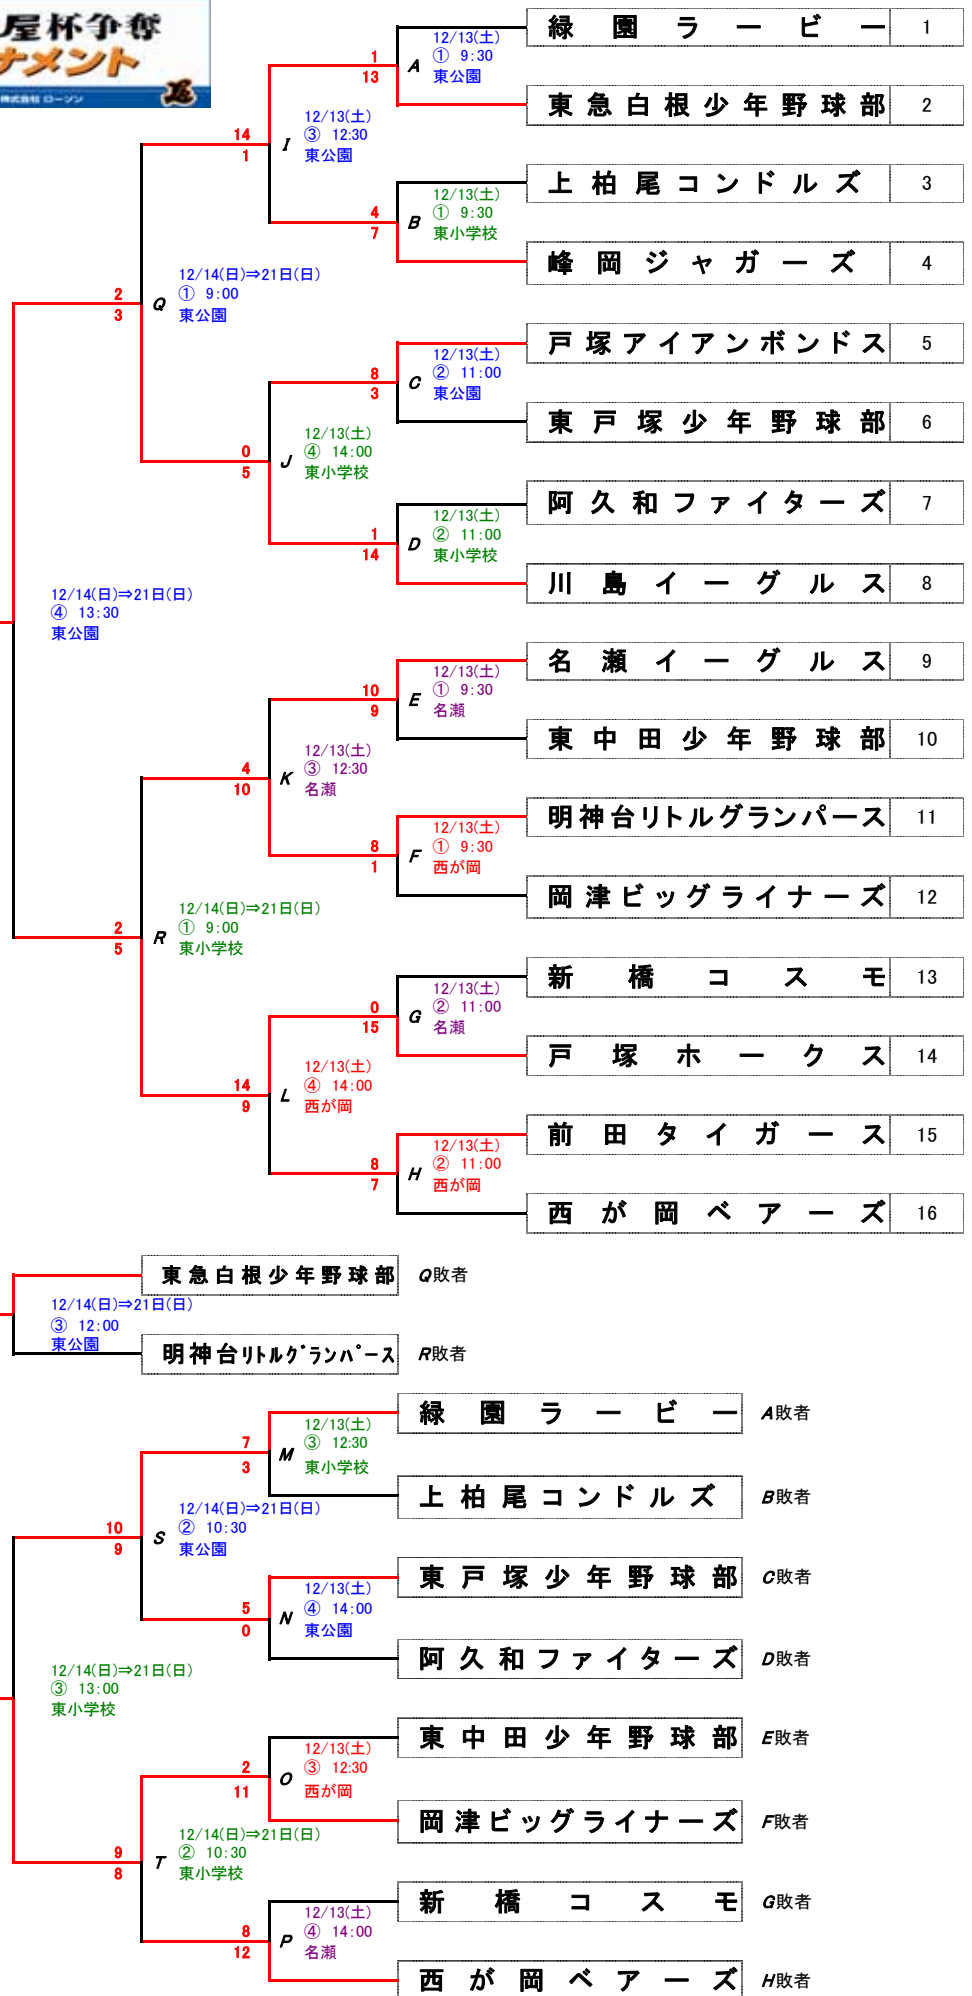 屋杯争奪
ナメント
株式会社 ローソン
緑園ラービー 1
12/13(土)
① 9:30
東公園
1
13
A
東急白根少年野球部 2
12/13(土)
③ 12:30
東公園
14
1
I
上柏尾コンドルズ 3
12/13(土)
① 9:30
東小学校
4
7
B
峰岡ジャガーズ 4
12/14(日)⇒21日(日)
① 9:00
東公園
2
3
Q
戸塚アイアンボンドス 5
12/13(土)
② 11:00
東公園
8
3
C
東戸塚少年野球部 6
12/13(土)
④ 14:00
東小学校
0
5
J
阿久和ファイターズ 7
12/13(土)
② 11:00
東小学校
1
14
D
川島イーグルス 8
12/14(日)⇒21日(日)
④ 13:30
東公園
名瀬イーグルス 9
12/13(土)
① 9:30
名瀬
10
9
E
東中田少年野球部 10
12/13(土)
③ 12:30
名瀬
4
10
K
明神台リトルグランパース 11
12/13(土)
① 9:30
西が岡
8
1
F
岡津ビッグライナーズ 12
12/14(日)⇒21日(日)
① 9:00
東小学校
2
5
R
新橋コスモ 13
12/13(土)
② 11:00
名瀬
0
15
G
戸塚ホークス 14
12/13(土)
④ 14:00
西が岡
14
9
L
前田タイガース 15
12/13(土)
② 11:00
西が岡
8
7
H
西が岡ベアーズ 16
東急白根少年野球部 Q敗者
12/14(日)⇒21日(日)
③ 12:00
東公園
明神台リトルグランパース R敗者
緑園ラービー A敗者
12/13(土)
③ 12:30
東小学校
7
3
M
上柏尾コンドルズ B敗者
12/14(日)⇒21日(日)
② 10:30
東公園
10
9
S
東戸塚少年野球部 C敗者
12/13(土)
④ 14:00
東公園
5
0
N
阿久和ファイターズ D敗者
12/14(日)⇒21日(日)
③ 13:00
東小学校
東中田少年野球部 E敗者
12/13(土)
③ 12:30
西が岡
2
11
O
岡津ビッグライナーズ F敗者
12/14(日)⇒21日(日)
② 10:30
東小学校
9
8
T
新橋コスモ G敗者
12/13(土)
④ 14:00
名瀬
8
12
P
西が岡ベアーズ H敗者